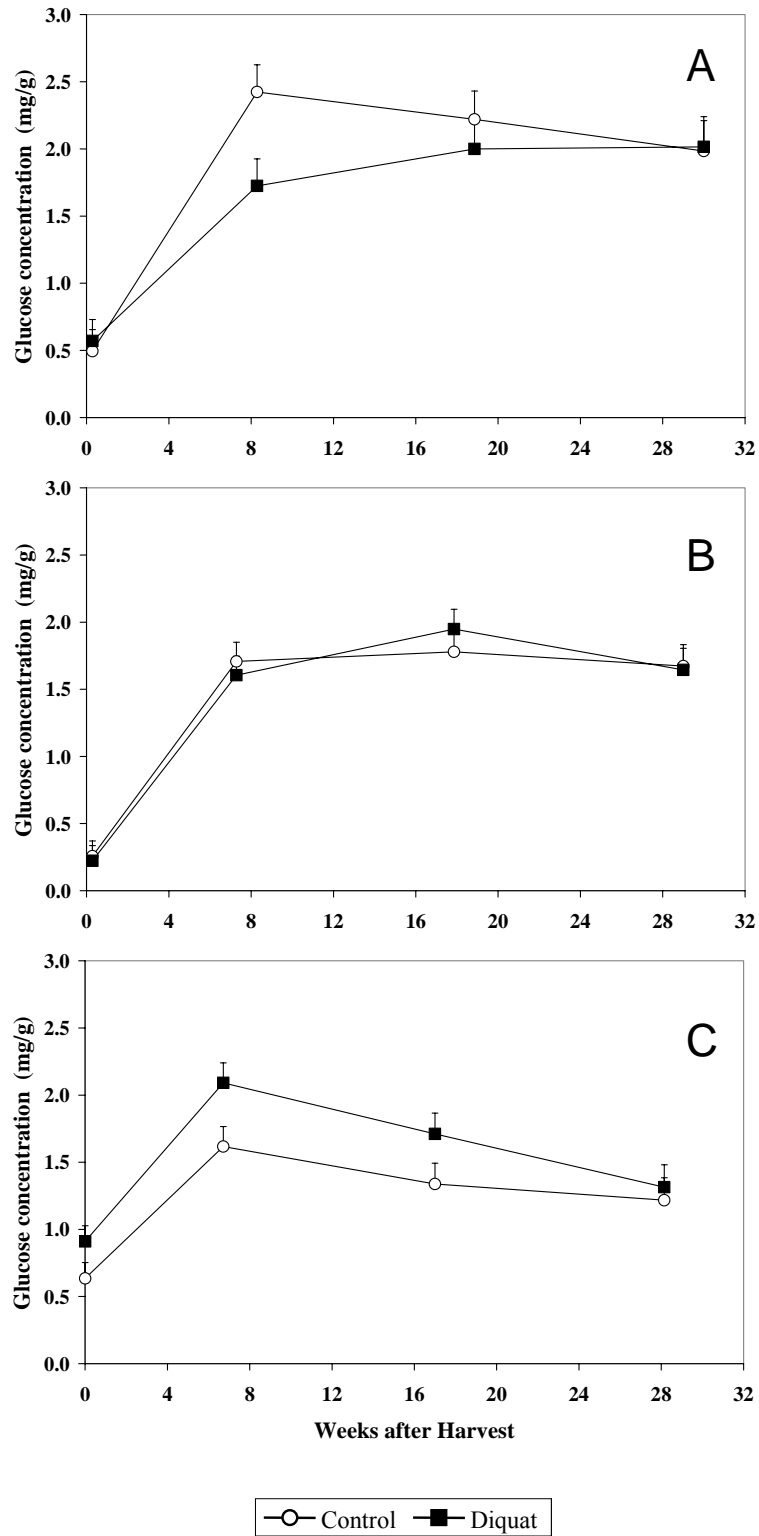 3.0
2.5
2.0
1.5
1.0
0.5
0.0
Glucose concentration (mg/g)
A
0 4 8 12 16 20 24 28 32
3.0
2.5
2.0
1.5
1.0
0.5
0.0
Glucose concentration (mg/g)
B
0 4 8 12 16 20 24 28 32
3.0
2.5
2.0
1.5
1.0
0.5
0.0
Glucose concentration (mg/g)
C
0 4 8 12 16 20 24 28 32
Weeks after Harvest
Control Diquat